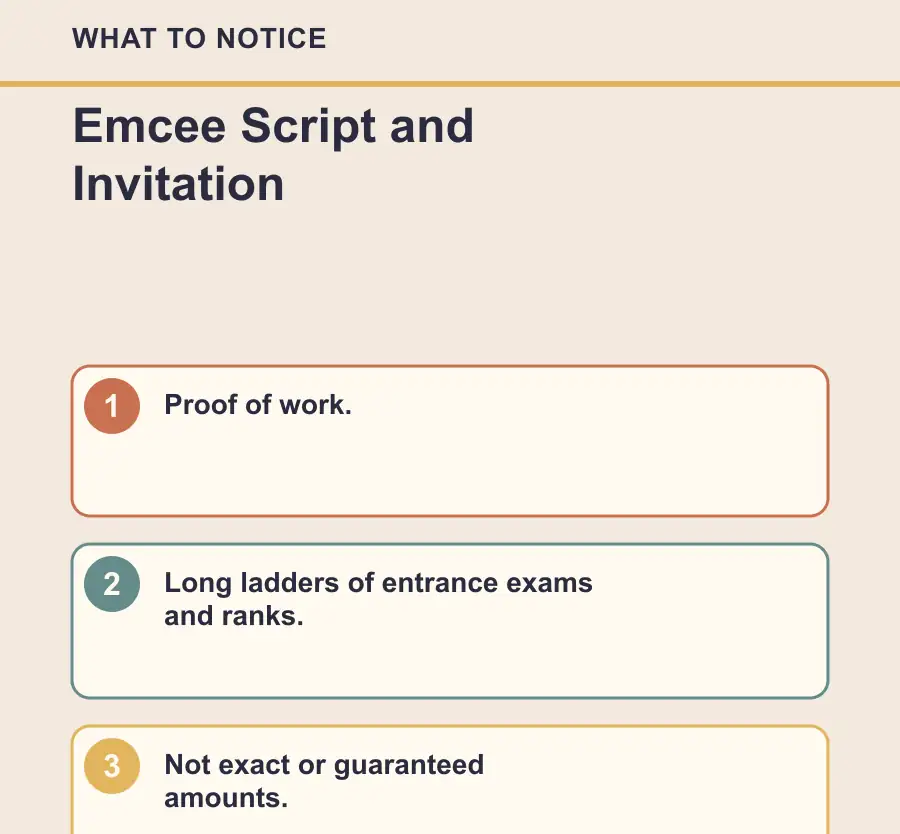 WHAT TO NOTICE
Emcee Script and
Invitation
1
Proof of work.
2
Long ladders of entrance exams
and ranks.
3
Not exact or guaranteed
amounts.